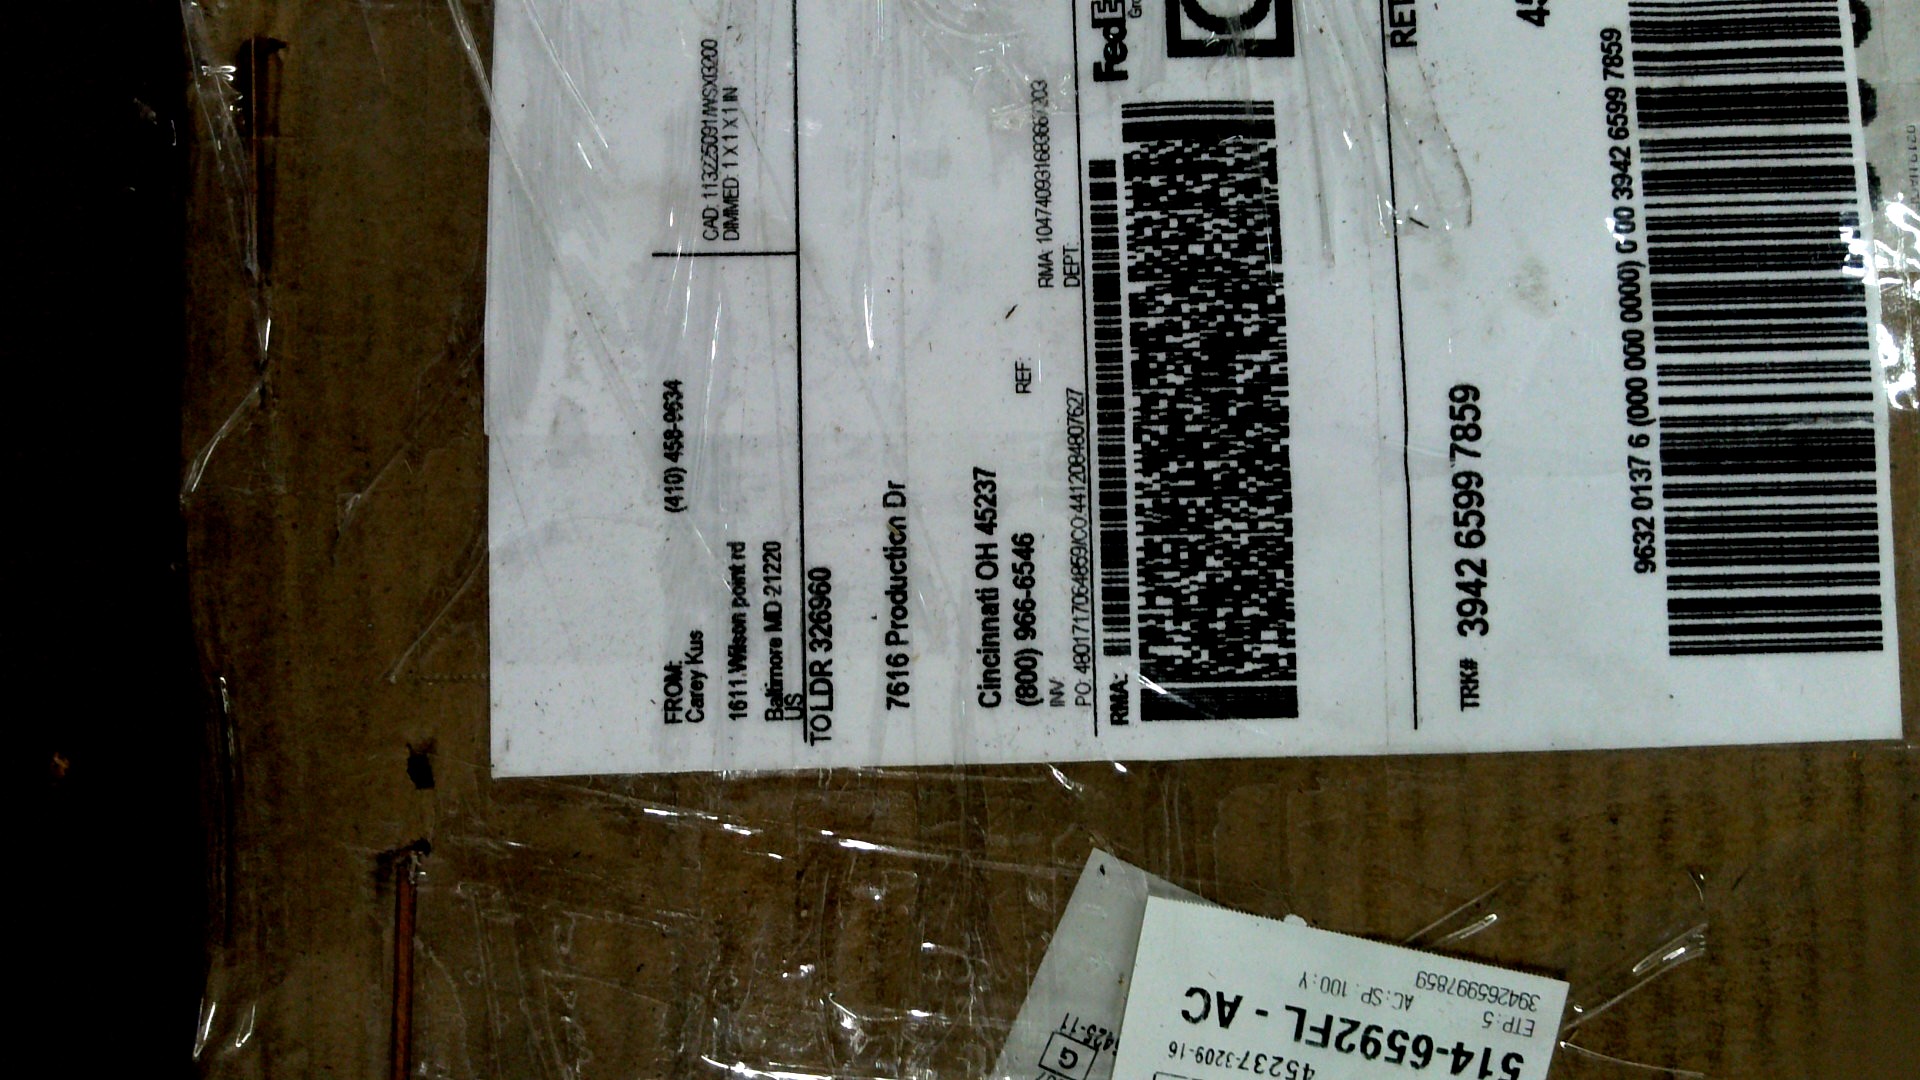 FROM:
Carey Kus
(410) 458-9634
1611 Wilson point rd
Baltimore MD 21220
US
CAD: 113225091/WSXI3200
DIMMED: 1 X 1 X 1 IN
TO LDR 326960
7616 Production Dr
Cincinnati OH 45237
(800) 966-6546
REF:
INV:
RMA:
PO: 4801717064859/CO4412084807627
DEPT:
RMA:
FedEx
TRK# 3942 6599 7859
9632 0137 6 (000 000 0000) 0 00 3942 6599 7859
394265997859
AC:SP. 100:Y
ETP:5
514-6592FL - AC
45237-3209-16
G